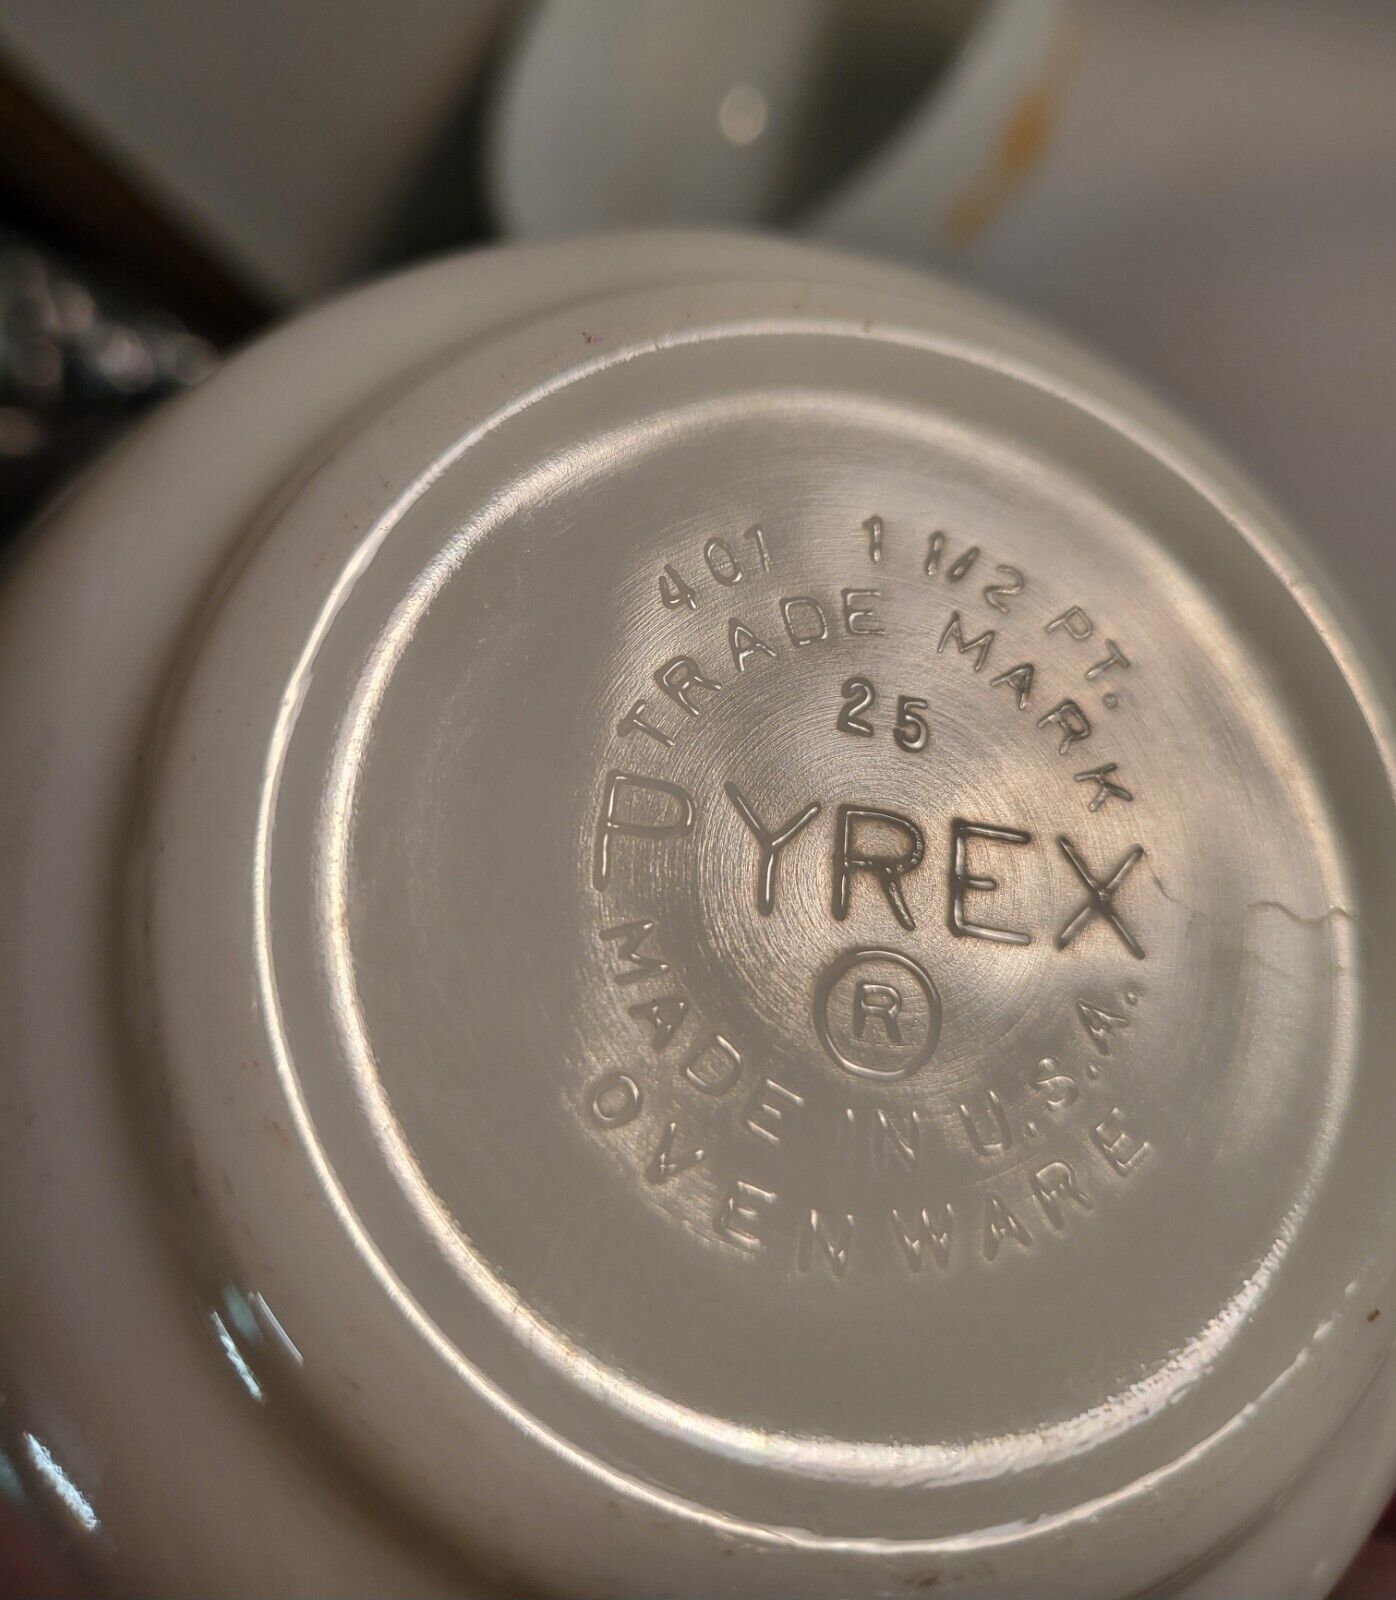 401 1 1/2 PT.
TRADE MARK
25
PYREX
®
MADE IN U.S.A.
OVENWARE